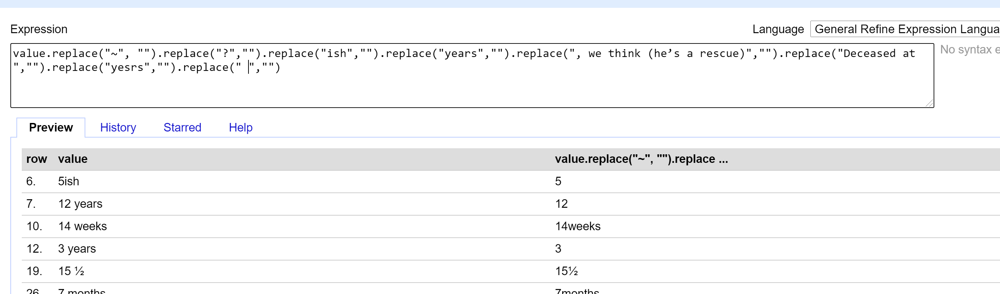 Expression
Language General Refine Expression Langua
value.replace("~", "").replace("?","").replace("ish","").replace("years","").replace(", we think (he’s a rescue)","").replace("Deceased at
","").replace("yesrs","").replace(" ","")
No syntax e
Preview History Starred Help
row value value.replace("~", "").replace ...
6. 5ish 5
7. 12 years 12
10. 14 weeks 14weeks
12. 3 years 3
19. 15 ½ 15½
26. 7 months 7months